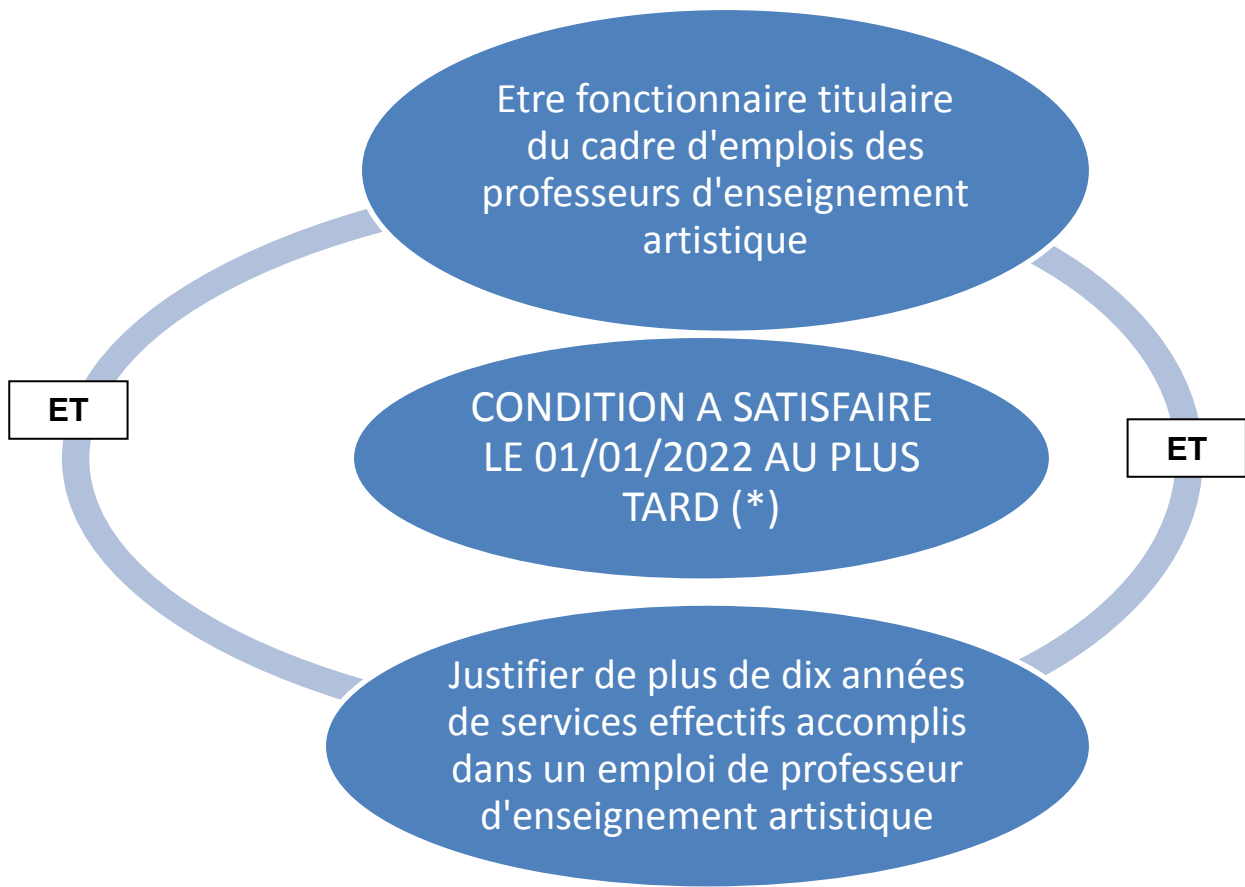 Etre fonctionnaire titulaire
du cadre d'emplois des
professeurs d'enseignement
artistique
ET
CONDITION A SATISFAIRE
LE 01/01/2022 AU PLUS
TARD (*)
ET
Justifier de plus de dix années
de services effectifs accomplis
dans un emploi de professeur
d'enseignement artistique